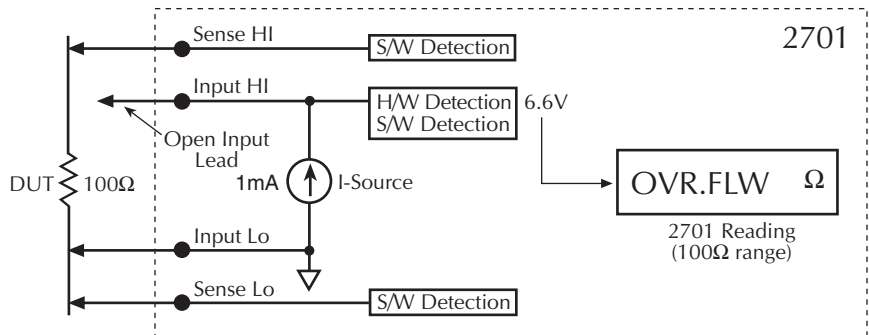 Sense HI
S/W Detection
2701
Input HI
H/W Detection
S/W Detection
6.6V
Open Input
Lead
DUT
100Ω
1mA
I-Source
OVR.FLW Ω
2701 Reading
(100Ω range)
Input Lo
Sense Lo
S/W Detection